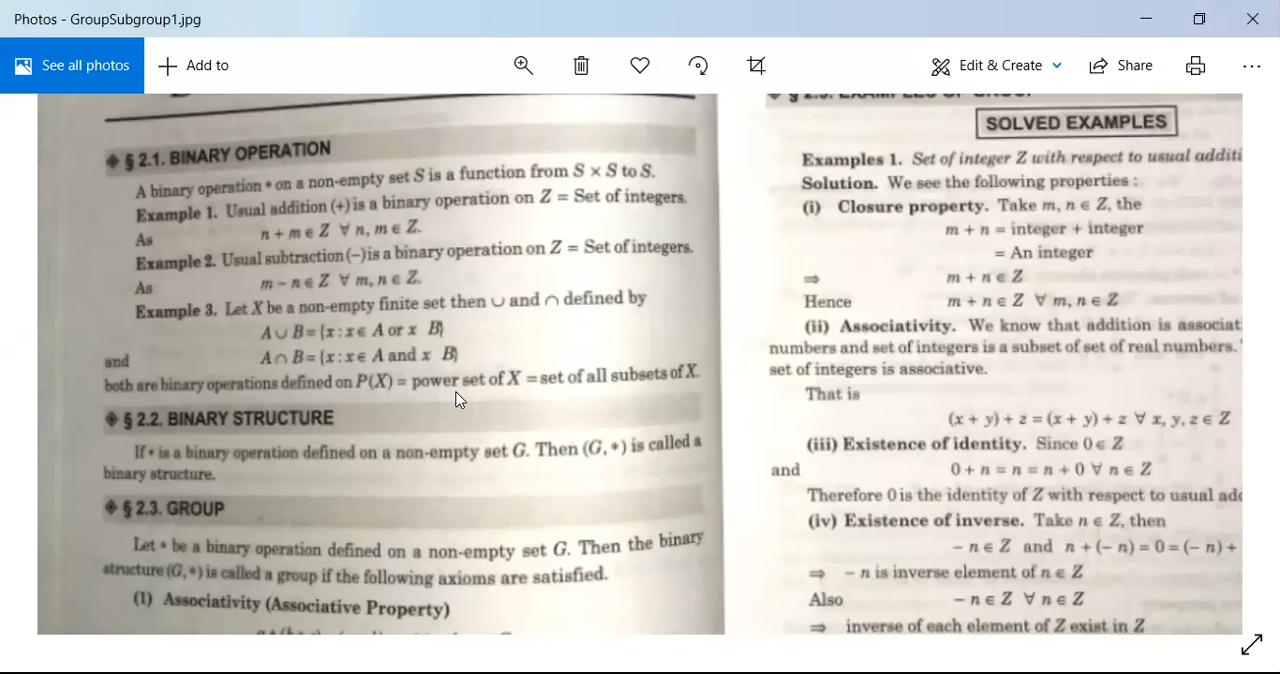 Photos - GroupSubgroup1.jpg
See all photos
Add to
Edit & Create
Share
§ 2.1. BINARY OPERATION
A binary operation * on a non-empty set S is a function from S × S to S.
Example 1. Usual addition (+) is a binary operation on Z = Set of integers.
As n + m ∈ Z ∀ n, m ∈ Z.
Example 2. Usual subtraction (−) is a binary operation on Z = Set of integers.
As m − n ∈ Z ∀ m, n ∈ Z.
Example 3. Let X be a non-empty finite set then ∪ and ∩ defined by
A ∪ B = {x : x ∈ A or x B}
and A ∩ B = {x : x ∈ A and x B}
both are binary operations defined on P(X) = power set of X = set of all subsets of X.
§ 2.2. BINARY STRUCTURE
If * is a binary operation defined on a non-empty set G. Then (G, *) is called a
binary structure.
§ 2.3. GROUP
Let * be a binary operation defined on a non-empty set G. Then the binary
structure (G, *) is called a group if the following axioms are satisfied.
(1) Associativity (Associative Property)
SOLVED EXAMPLES
Examples 1. Set of integer Z with respect to usual additi
Solution. We see the following properties :
(i) Closure property. Take m, n ∈ Z, the
m + n = integer + integer
= An integer
⇒ m + n ∈ Z
Hence m + n ∈ Z ∀ m, n ∈ Z
(ii) Associativity. We know that addition is associat
numbers and set of integers is a subset of set of real numbers.
set of integers is associative.
That is
(x + y) + z = (x + y) + z ∀ x, y, z ∈ Z
(iii) Existence of identity. Since 0 ∈ Z
and 0 + n = n = n + 0 ∀ n ∈ Z
Therefore 0 is the identity of Z with respect to usual add
(iv) Existence of inverse. Take n ∈ Z, then
− n ∈ Z and n + (− n) = 0 = (− n) +
⇒ − n is inverse element of n ∈ Z
Also − n ∈ Z ∀ n ∈ Z
⇒ inverse of each element of Z exist in Z